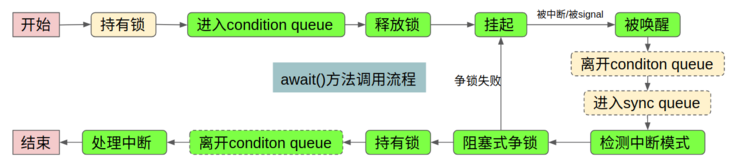 开始
持有锁
进入condition queue
释放锁
挂起
被中断/被signal
被唤醒
离开conditon queue
进入sync queue
await()方法调用流程
争锁失败
结束
处理中断
离开conditon queue
持有锁
阻塞式争锁
检测中断模式